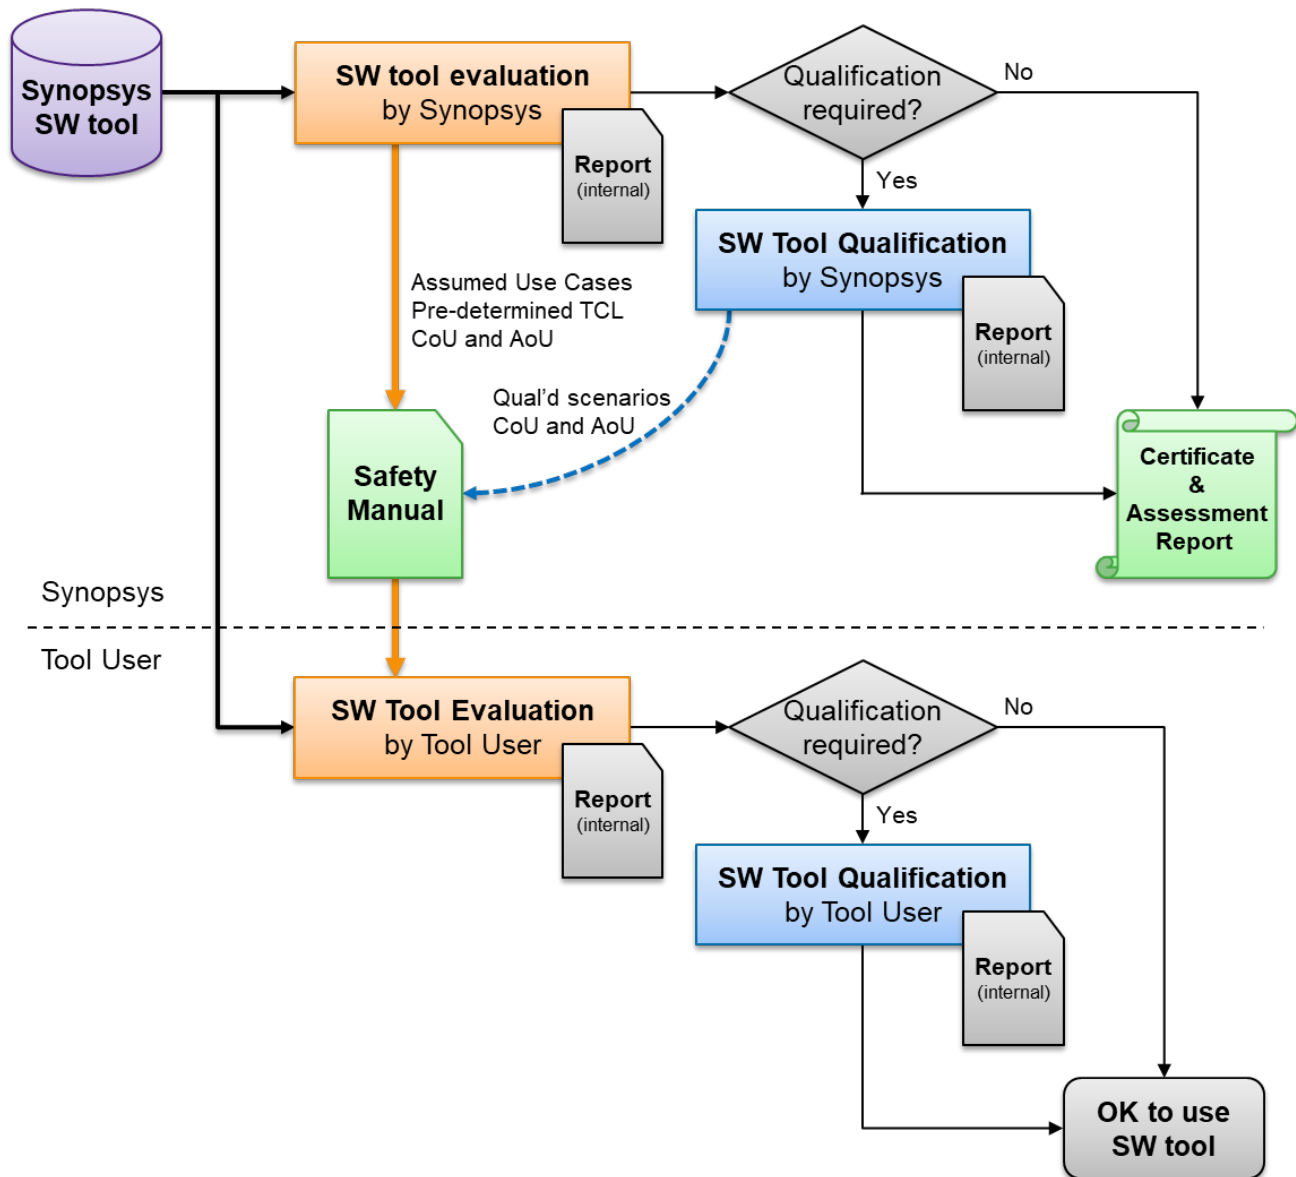 Synopsys
SW tool
SW tool evaluation
by Synopsys
Report
(internal)
Qualification
required?
No
Yes
SW Tool Qualification
by Synopsys
Report
(internal)
Assumed Use Cases
Pre-determined TCL
CoU and AoU
Qual’d scenarios
CoU and AoU
Safety
Manual
Certificate
&
Assessment
Report
Synopsys
Tool User
SW Tool Evaluation
by Tool User
Report
(internal)
Qualification
required?
No
Yes
SW Tool Qualification
by Tool User
Report
(internal)
OK to use
SW tool